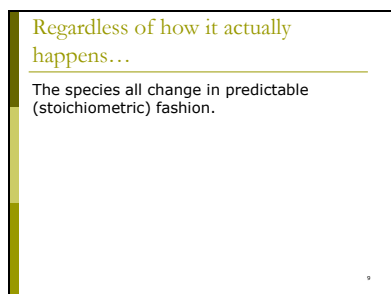 Regardless of how it actually
happens…
The species all change in predictable
(stoichiometric) fashion.
9